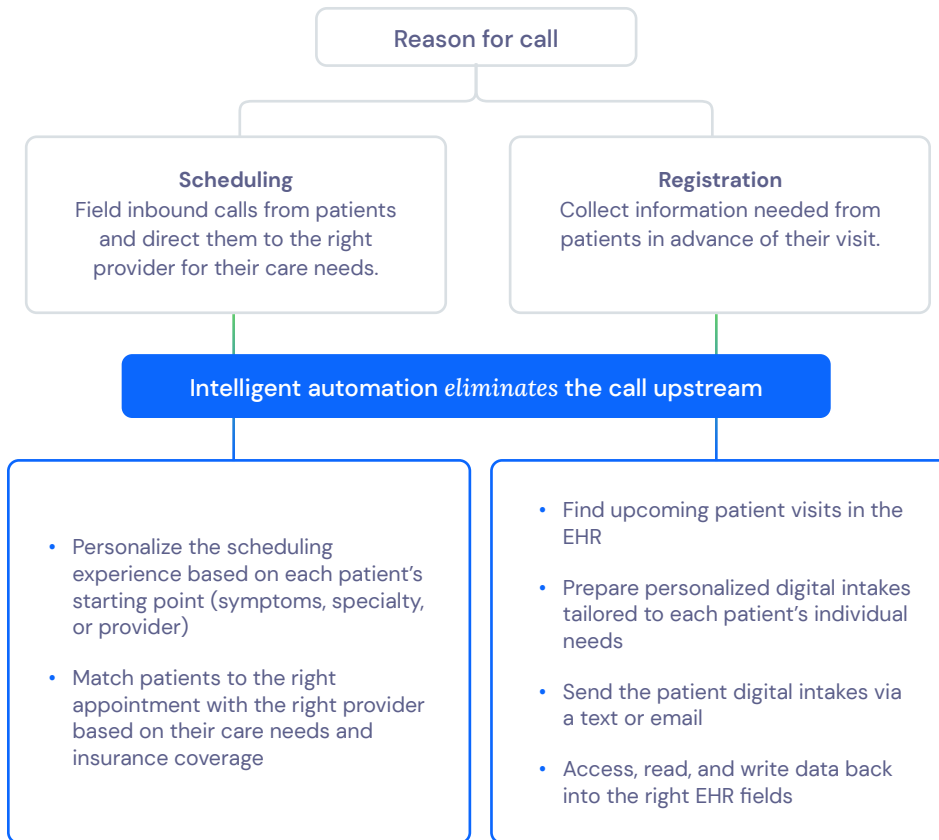 Reason for call
Scheduling
Field inbound calls from patients
and direct them to the right
provider for their care needs.
Registration
Collect information needed from
patients in advance of their visit.
Intelligent automation eliminates the call upstream
• Personalize the scheduling
experience based on each patient’s
starting point (symptoms, specialty,
or provider)
• Match patients to the right
appointment with the right provider
based on their care needs and
insurance coverage
• Find upcoming patient visits in the
EHR
• Prepare personalized digital intakes
tailored to each patient’s individual
needs
• Send the patient digital intakes via
a text or email
• Access, read, and write data back
into the right EHR fields